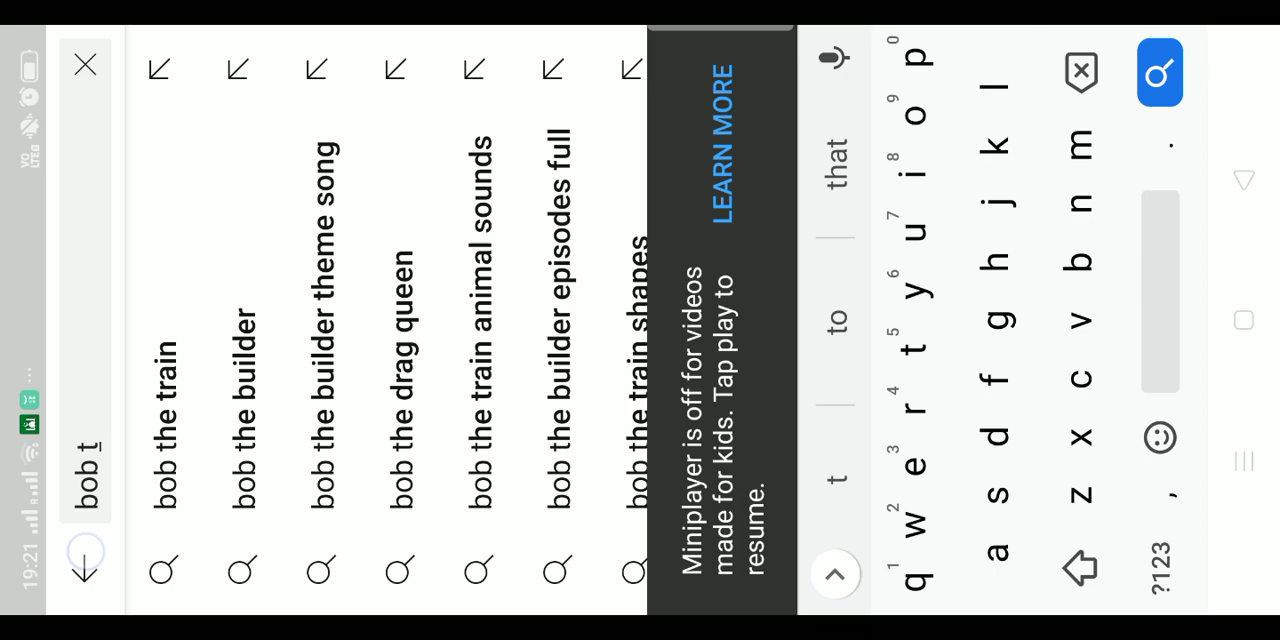 19:21
VO
LTE
bob t
bob the train
bob the builder
bob the builder theme song
bob the drag queen
bob the train animal sounds
bob the builder episodes full
bob the train shapes
Miniplayer is off for videos
made for kids. Tap play to
resume.
LEARN MORE
t to that
1 2 3 4 5 6 7 8 9 0
q w e r t y u i o p
a s d f g h j k l
z x c v b n m
?123 , .